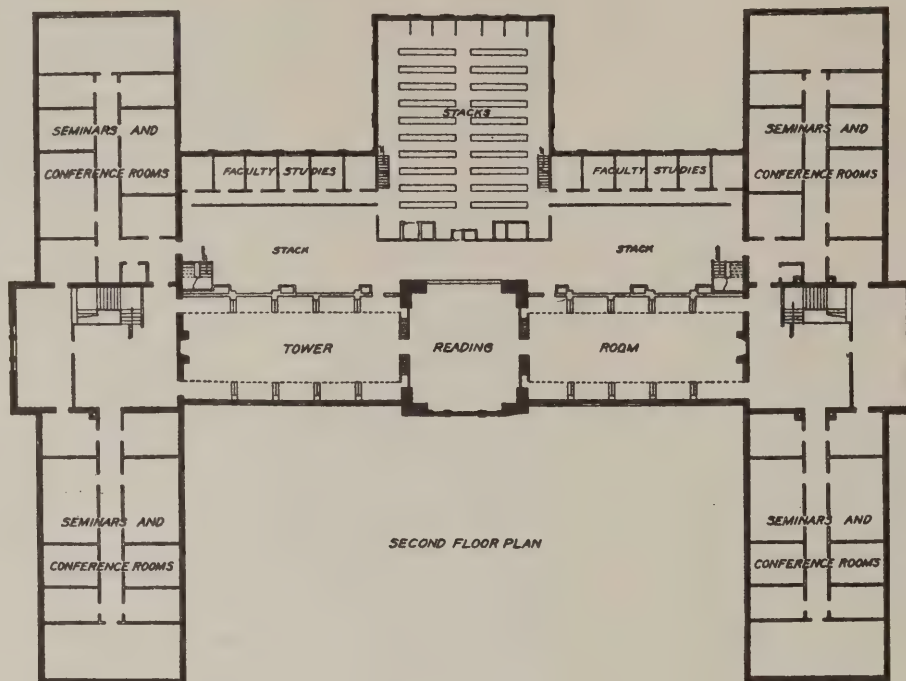 STACKS
SEMINARS AND
CONFERENCE ROOMS
FACULTY STUDIES
FACULTY STUDIES
SEMINARS AND
CONFERENCE ROOMS
STACK
STACK
TOWER READING ROOM
SEMINARS AND
CONFERENCE ROOMS
SEMINARS AND
CONFERENCE ROOMS
SECOND FLOOR PLAN